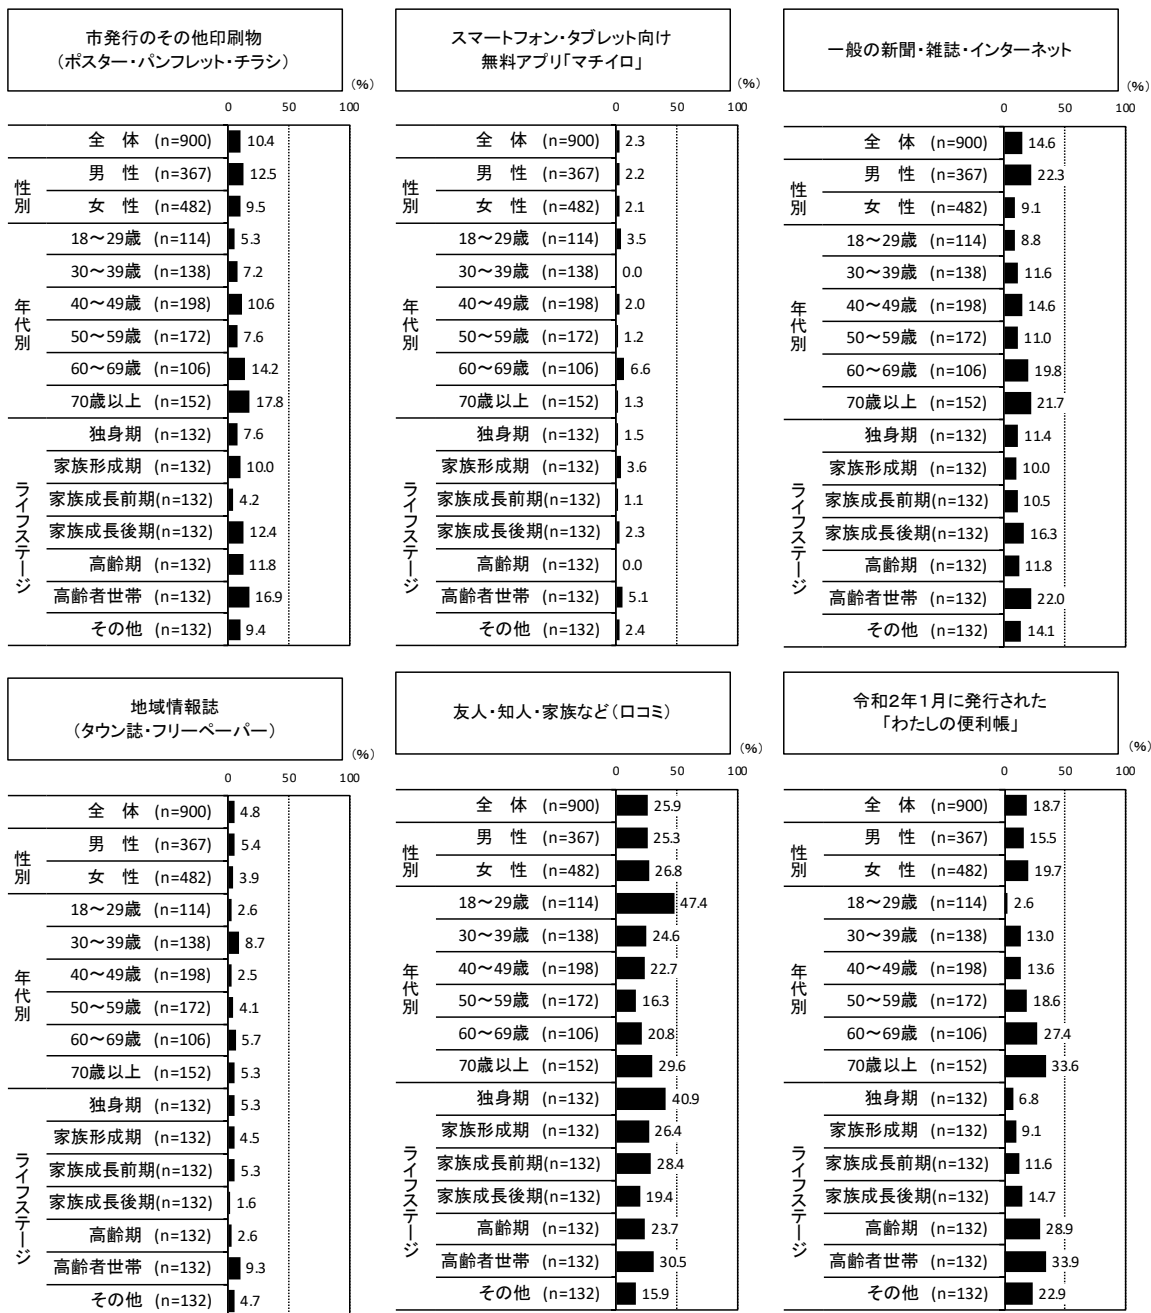 市発行のその他印刷物
（ポスター・パンフレット・チラシ）
(%)
0 50 100
全 体 (n=900) 10.4
性別
男 性 (n=367) 12.5
女 性 (n=482) 9.5
年代別
18～29歳 (n=114) 5.3
30～39歳 (n=138) 7.2
40～49歳 (n=198) 10.6
50～59歳 (n=172) 7.6
60～69歳 (n=106) 14.2
70歳以上 (n=152) 17.8
ライフステージ
独身期 (n=132) 7.6
家族形成期 (n=132) 10.0
家族成長前期(n=132) 4.2
家族成長後期(n=132) 12.4
高齢期 (n=132) 11.8
高齢者世帯 (n=132) 16.9
その他 (n=132) 9.4
スマートフォン・タブレット向け
無料アプリ「マチイロ」
(%)
0 50 100
全 体 (n=900) 2.3
性別
男 性 (n=367) 2.2
女 性 (n=482) 2.1
年代別
18～29歳 (n=114) 3.5
30～39歳 (n=138) 0.0
40～49歳 (n=198) 2.0
50～59歳 (n=172) 1.2
60～69歳 (n=106) 6.6
70歳以上 (n=152) 1.3
ライフステージ
独身期 (n=132) 1.5
家族形成期 (n=132) 3.6
家族成長前期(n=132) 1.1
家族成長後期(n=132) 2.3
高齢期 (n=132) 0.0
高齢者世帯 (n=132) 5.1
その他 (n=132) 2.4
一般の新聞・雑誌・インターネット
(%)
0 50 100
全 体 (n=900) 14.6
性別
男 性 (n=367) 22.3
女 性 (n=482) 9.1
年代別
18～29歳 (n=114) 8.8
30～39歳 (n=138) 11.6
40～49歳 (n=198) 14.6
50～59歳 (n=172) 11.0
60～69歳 (n=106) 19.8
70歳以上 (n=152) 21.7
ライフステージ
独身期 (n=132) 11.4
家族形成期 (n=132) 10.0
家族成長前期(n=132) 10.5
家族成長後期(n=132) 16.3
高齢期 (n=132) 11.8
高齢者世帯 (n=132) 22.0
その他 (n=132) 14.1
地域情報誌
（タウン誌・フリーペーパー）
(%)
0 50 100
全 体 (n=900) 4.8
性別
男 性 (n=367) 5.4
女 性 (n=482) 3.9
年代別
18～29歳 (n=114) 2.6
30～39歳 (n=138) 8.7
40～49歳 (n=198) 2.5
50～59歳 (n=172) 4.1
60～69歳 (n=106) 5.7
70歳以上 (n=152) 5.3
ライフステージ
独身期 (n=132) 5.3
家族形成期 (n=132) 4.5
家族成長前期(n=132) 5.3
家族成長後期(n=132) 1.6
高齢期 (n=132) 2.6
高齢者世帯 (n=132) 9.3
その他 (n=132) 4.7
友人・知人・家族など（口コミ）
(%)
0 50 100
全 体 (n=900) 25.9
性別
男 性 (n=367) 25.3
女 性 (n=482) 26.8
年代別
18～29歳 (n=114) 47.4
30～39歳 (n=138) 24.6
40～49歳 (n=198) 22.7
50～59歳 (n=172) 16.3
60～69歳 (n=106) 20.8
70歳以上 (n=152) 29.6
ライフステージ
独身期 (n=132) 40.9
家族形成期 (n=132) 26.4
家族成長前期(n=132) 28.4
家族成長後期(n=132) 19.4
高齢期 (n=132) 23.7
高齢者世帯 (n=132) 30.5
その他 (n=132) 15.9
令和２年１月に発行された
「わたしの便利帳」
(%)
0 50 100
全 体 (n=900) 18.7
性別
男 性 (n=367) 15.5
女 性 (n=482) 19.7
年代別
18～29歳 (n=114) 2.6
30～39歳 (n=138) 13.0
40～49歳 (n=198) 13.6
50～59歳 (n=172) 18.6
60～69歳 (n=106) 27.4
70歳以上 (n=152) 33.6
ライフステージ
独身期 (n=132) 6.8
家族形成期 (n=132) 9.1
家族成長前期(n=132) 11.6
家族成長後期(n=132) 14.7
高齢期 (n=132) 28.9
高齢者世帯 (n=132) 33.9
その他 (n=132) 22.9